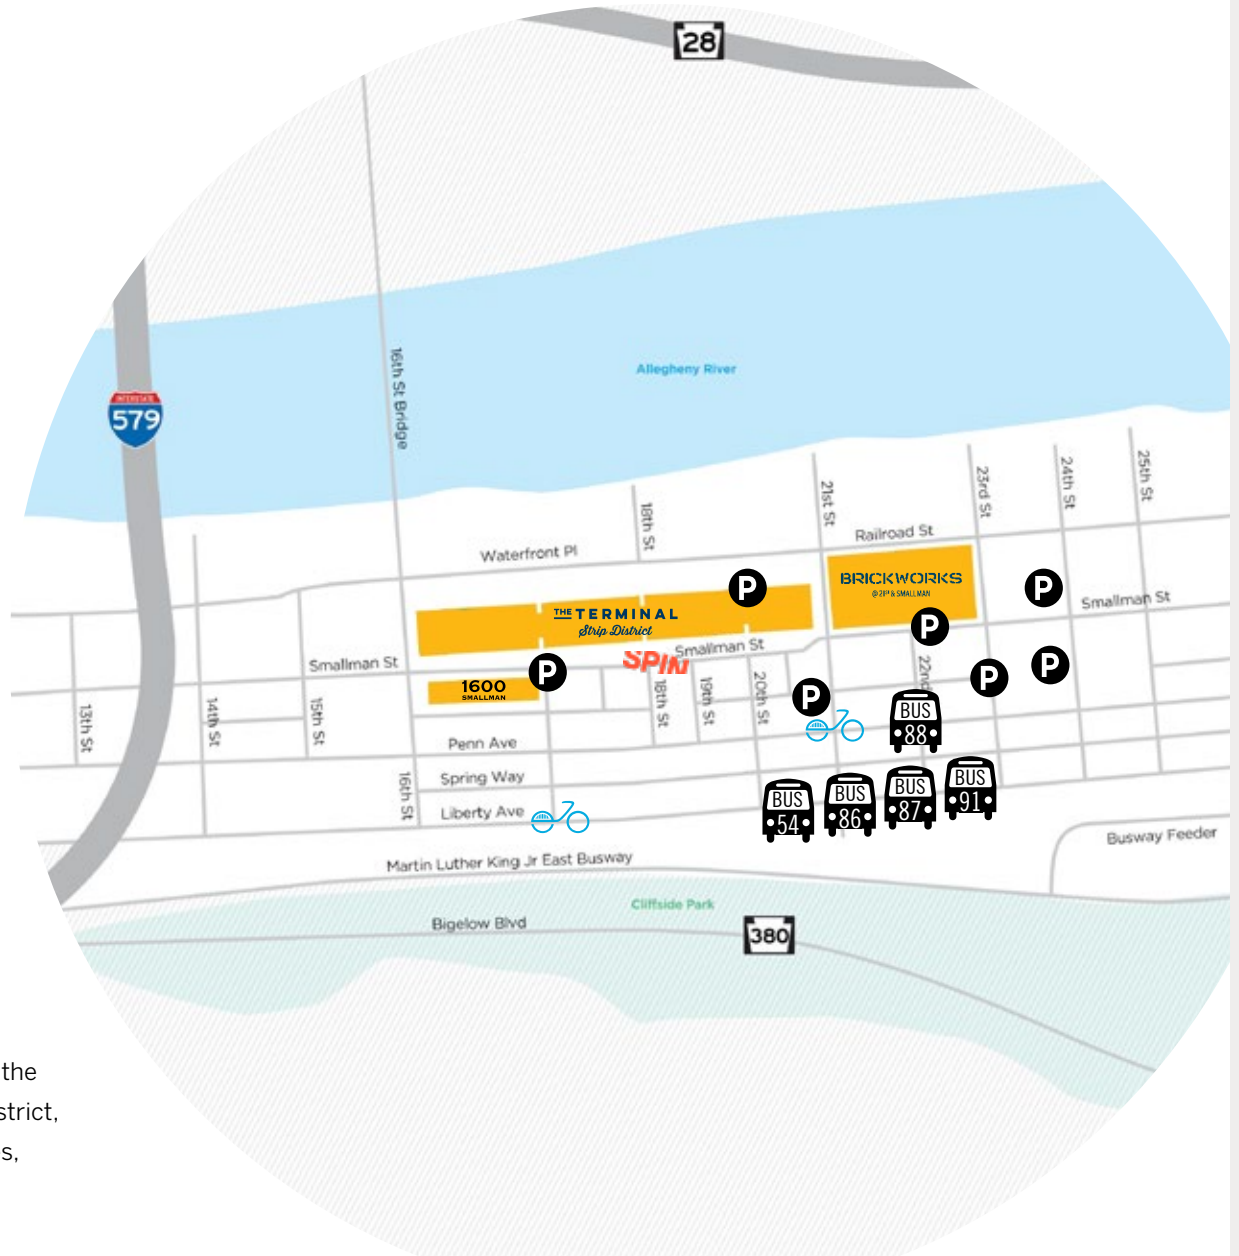 28
Allegheny River
16th St Bridge
INTERSTATE
579
21st St
23rd St
24th St
25th St
18th St
Railroad St
Waterfront Pl
BRICKWORKS
@ 21ST & SMALLMAN
P
P
Smallman St
THE TERMINAL
Strip District
P
Smallman St
SPIN
Smallman St
P
P
P
1600
SMALLMAN
P
22nd
18th St
19th St
20th St
13th St
14th St
15th St
BUS
88
Penn Ave
16th St
Spring Way
BUS
54
BUS
86
BUS
87
BUS
91
Liberty Ave
Busway Feeder
Martin Luther King Jr East Busway
Cliffside Park
Bigelow Blvd
380
the
strict,
s,